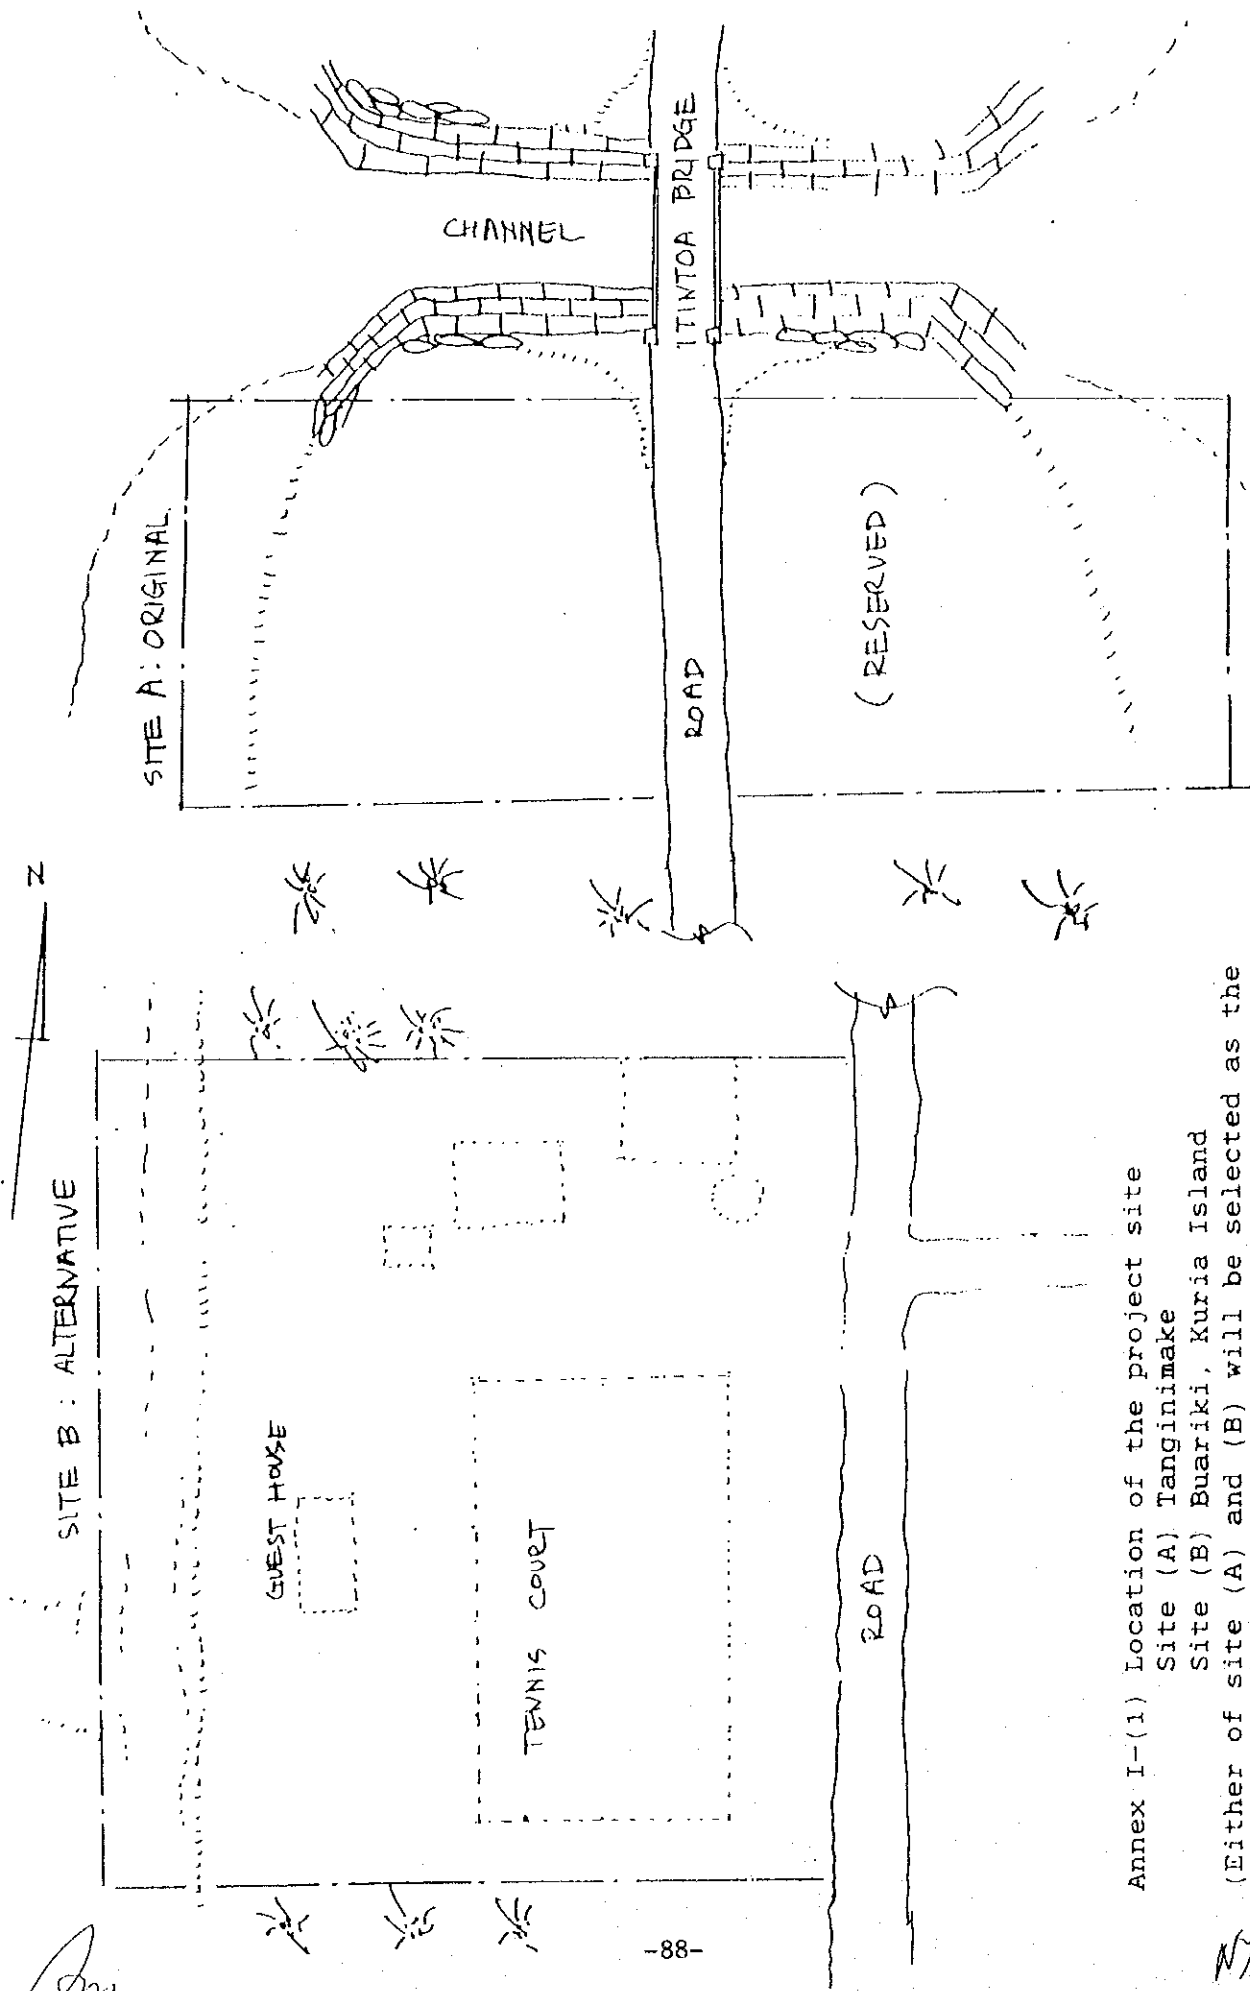 SITE B : ALTERNATIVE
SITE A : ORIGINAL
N
GUEST HOUSE
TENNIS COURT
ROAD
ROAD
CHANNEL
ITINTOA BRIDGE
(RESERVED)
Annex I-(1) Location of the project site
Site (A) Tanginimake
Site (B) Buariki, Kuria Island
(Either of site (A) and (B) will be selected as the
-88-